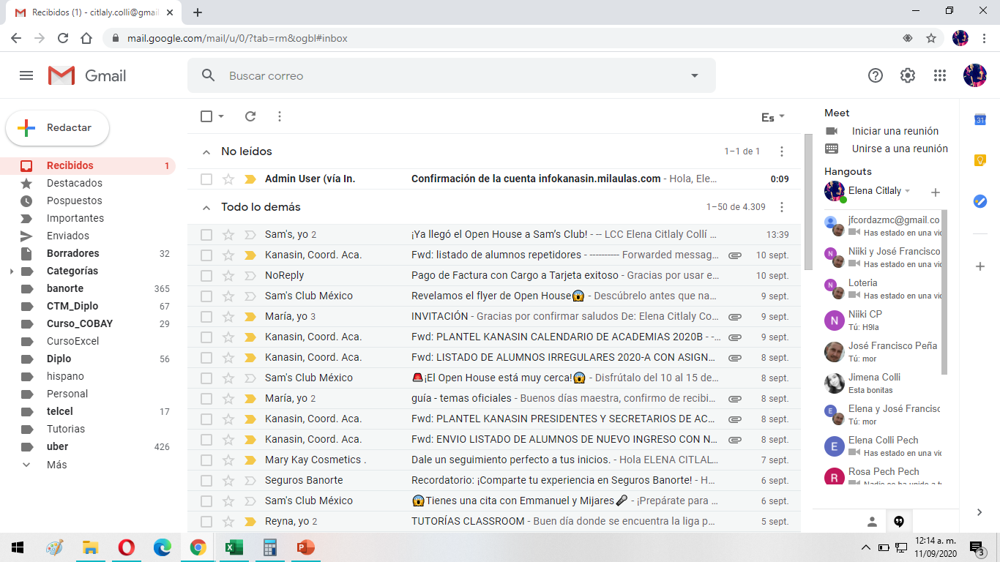 Recibidos (1) - citlaly.colli@gmai
mail.google.com/mail/u/0/?tab=rm&ogbl#inbox
Gmail
Buscar correo
Redactar
Recibidos 1
Destacados
Pospuestos
Importantes
Enviados
Borradores 32
Categorías
banorte 365
CTM_Diplo 67
Curso_COBAY 29
CursoExcel
Diplo 56
hispano
Personal
telcel 17
Tutorias
uber 426
Más
Es
No leídos 1–1 de 1
Admin User (vía In. Confirmación de la cuenta infokanasin.milaulas.com - Hola, Ele… 0:09
Todo lo demás 1–50 de 4.309
Sam's, yo 2 ¡Ya llegó el Open House a Sam’s Club! - -- LCC Elena Citlaly Collí … 13:39
Kanasin, Coord. Aca. Fwd: listado de alumnos repetidores - ---------- Forwarded messag… 10 sept.
NoReply Pago de Factura con Cargo a Tarjeta exitoso - Gracias por usar e… 10 sept.
Sam's Club México Revelamos el flyer de Open House😱 - Descúbrelo antes que na… 9 sept.
María, yo 3 INVITACIÓN - Gracias por confirmar saludos De: Elena Citlaly Co… 9 sept.
Kanasin, Coord. Aca. Fwd: PLANTEL KANASIN CALENDARIO DE ACADEMIAS 2020B - -… 9 sept.
Kanasin, Coord. Aca. Fwd: LISTADO DE ALUMNOS IRREGULARES 2020-A CON ASIGN… 8 sept.
Sam's Club México 🚨¡El Open House está muy cerca!😱 - Disfrútalo del 10 al 15 de… 8 sept.
María, yo 2 guía - temas oficiales - Buenos días maestra, confirmo de recibi… 8 sept.
Kanasin, Coord. Aca. Fwd: PLANTEL KANASIN PRESIDENTES Y SECRETARIOS DE AC… 8 sept.
Kanasin, Coord. Aca. Fwd: ENVIO LISTADO DE ALUMNOS DE NUEVO INGRESO CON N… 8 sept.
Mary Kay Cosmetics . Dale un seguimiento perfecto a tus inicios. - Hola ELENA CITLAL… 7 sept.
Seguros Banorte Recordatorio: ¡Comparte tu experiencia en Seguros Banorte! - H… 6 sept.
Sam's Club México 😱Tienes una cita con Emmanuel y Mijares🎤 - ¡Prepárate para … 6 sept.
Reyna, yo 2 TUTORÍAS CLASSROOM - Buen día donde se encuentra la liga p… 5 sept.
Meet
Iniciar una reunión
Unirse a una reunión
Hangouts
Elena Citlaly
jfcordazmc@gmail.co
Has estado en una vid
Niiki y José Francisco
Has estado en una vid
Loteria
Has estado en una vid
N
Niiki CP
Tú: H9la
José Francisco Peña
Tú: mor
Jimena Colli
Esta bonitas
Elena y José Francisc
Tú: mor
E
Elena Colli Pech
Has estado en una vid
R
Rosa Pech Pech
31
12:14 a. m.
11/09/2020
3